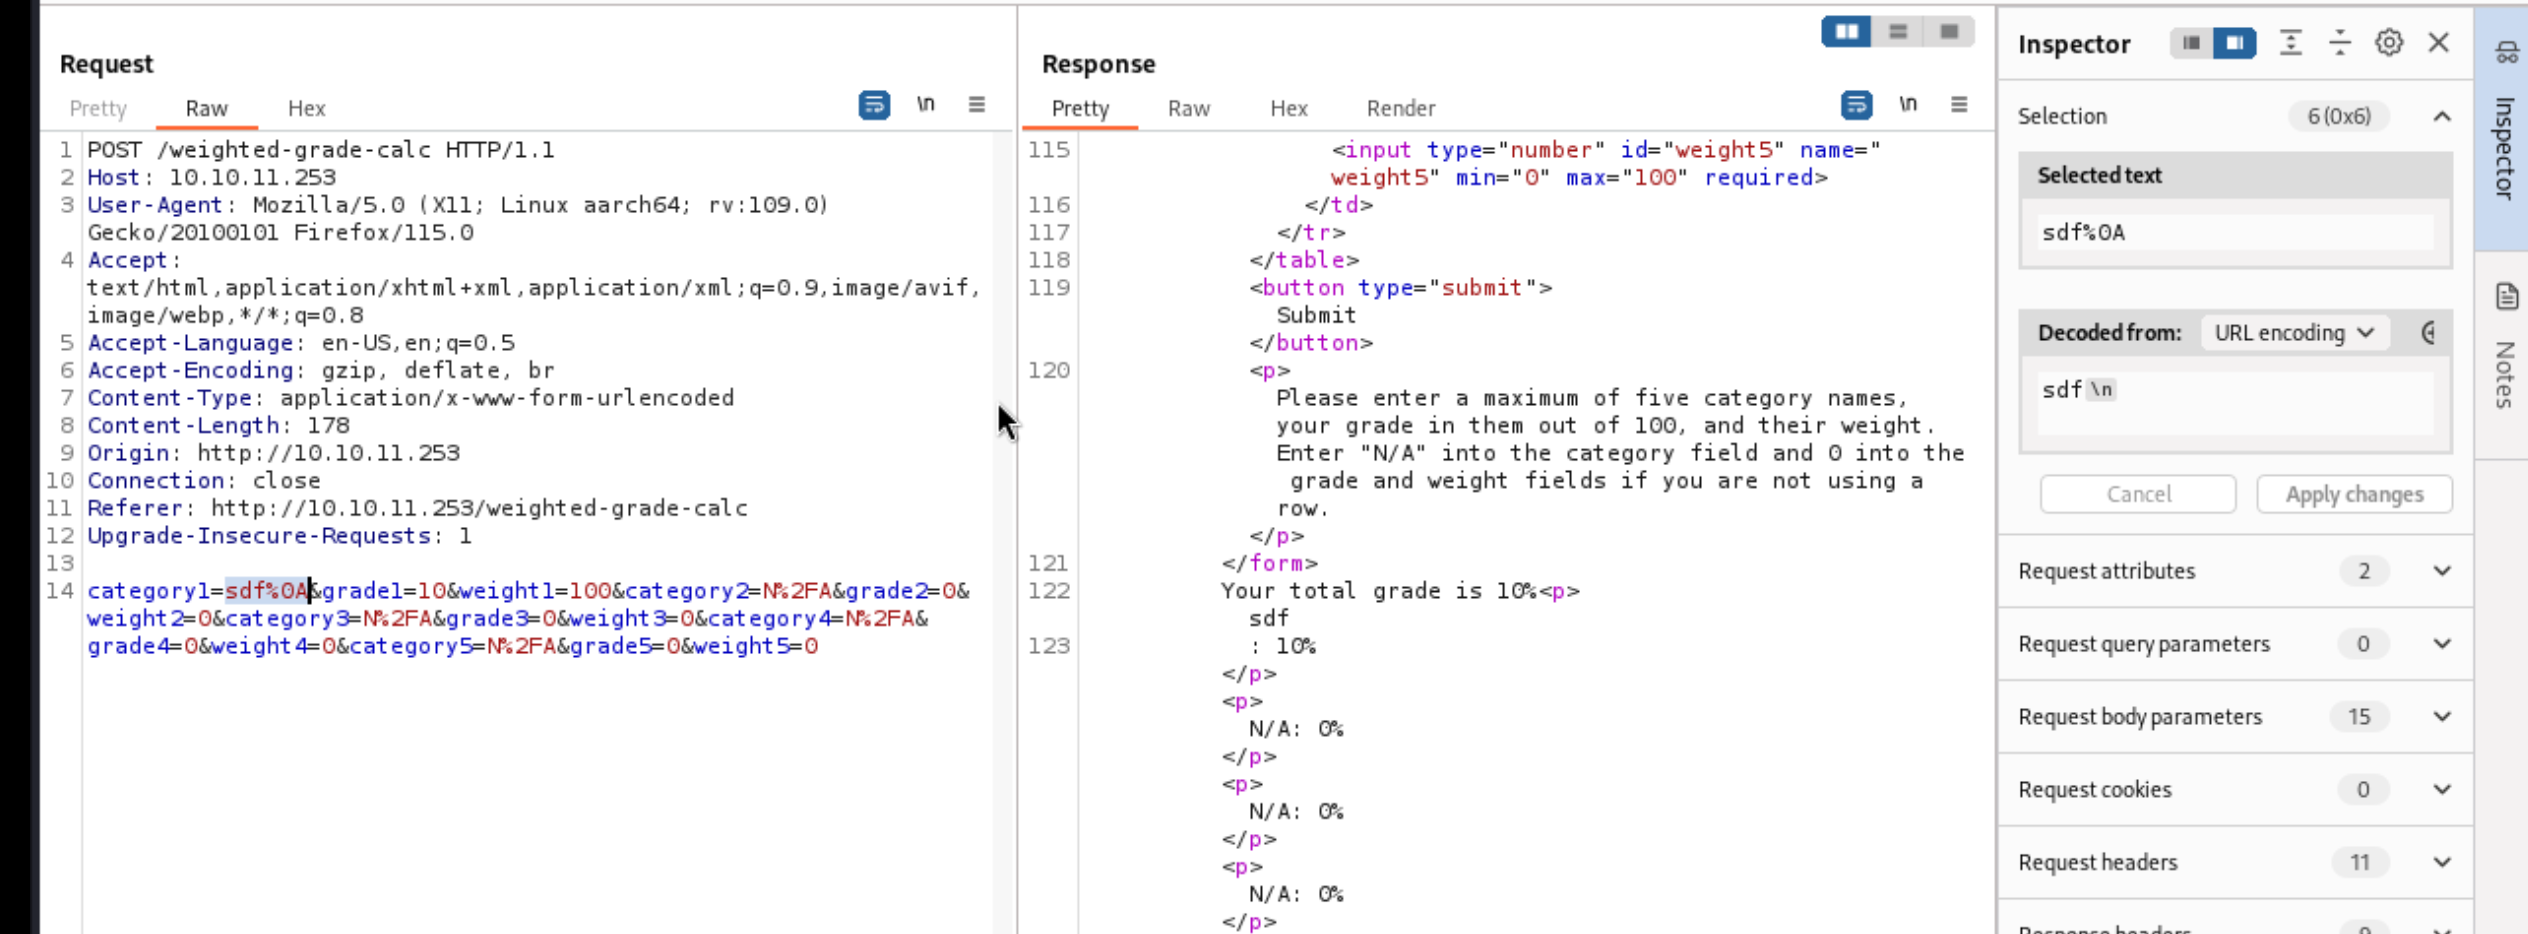 Request
Pretty Raw Hex \n
1 POST /weighted-grade-calc HTTP/1.1
2 Host: 10.10.11.253
3 User-Agent: Mozilla/5.0 (X11; Linux aarch64; rv:109.0)
Gecko/20100101 Firefox/115.0
4 Accept:
text/html,application/xhtml+xml,application/xml;q=0.9,image/avif,
image/webp,*/*;q=0.8
5 Accept-Language: en-US,en;q=0.5
6 Accept-Encoding: gzip, deflate, br
7 Content-Type: application/x-www-form-urlencoded
8 Content-Length: 178
9 Origin: http://10.10.11.253
10 Connection: close
11 Referer: http://10.10.11.253/weighted-grade-calc
12 Upgrade-Insecure-Requests: 1
13
14 category1=sdf%0A&grade1=10&weight1=100&category2=N%2FA&grade2=0&
weight2=0&category3=N%2FA&grade3=0&weight3=0&category4=N%2FA&
grade4=0&weight4=0&category5=N%2FA&grade5=0&weight5=0
Response
Pretty Raw Hex Render \n
115 <input type="number" id="weight5" name="
weight5" min="0" max="100" required>
116 </td>
117 </tr>
118 </table>
119 <button type="submit">
Submit
</button>
120 <p>
Please enter a maximum of five category names,
your grade in them out of 100, and their weight.
Enter "N/A" into the category field and 0 into the
grade and weight fields if you are not using a
row.
</p>
121 </form>
122 Your total grade is 10%<p>
sdf
123 : 10%
</p>
<p>
N/A: 0%
</p>
<p>
N/A: 0%
</p>
<p>
N/A: 0%
</p>
Inspector
Selection 6 (0x6)
Selected text
sdf%0A
Decoded from: URL encoding
sdf \n
Cancel Apply changes
Request attributes 2
Request query parameters 0
Request body parameters 15
Request cookies 0
Request headers 11
Response headers 9
Inspector
Notes